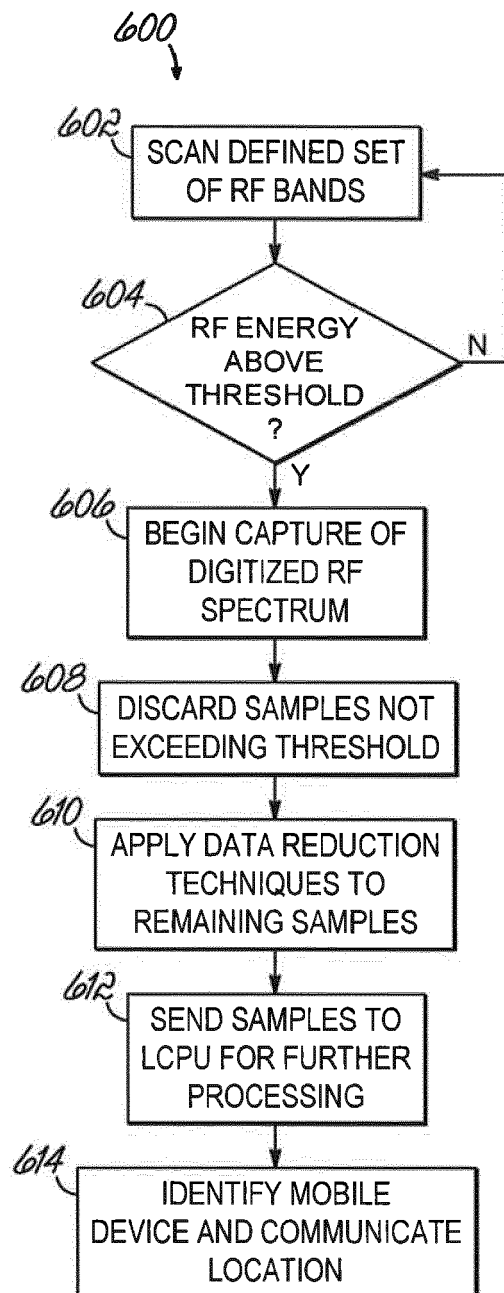 600
602
SCAN DEFINED SET
OF RF BANDS
604
RF ENERGY
ABOVE
THRESHOLD
?
N
Y
606
BEGIN CAPTURE OF
DIGITIZED RF
SPECTRUM
608
DISCARD SAMPLES NOT
EXCEEDING THRESHOLD
610
APPLY DATA REDUCTION
TECHNIQUES TO
REMAINING SAMPLES
612
SEND SAMPLES TO
LCPU FOR FURTHER
PROCESSING
614
IDENTIFY MOBILE
DEVICE AND COMMUNICATE
LOCATION